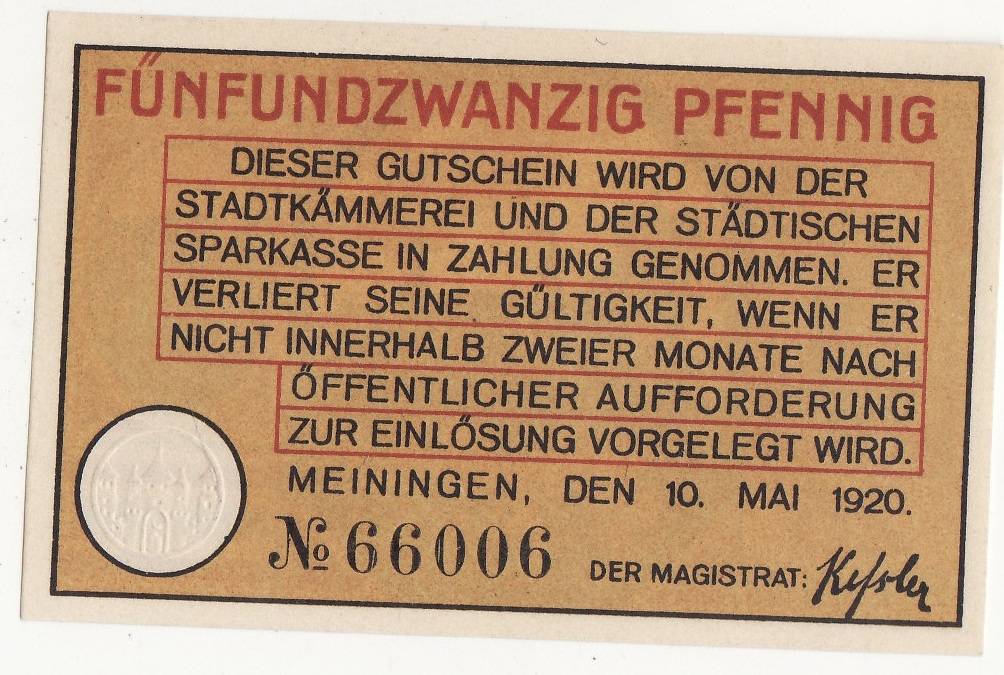 FÜNFUNDZWANZIG PFENNIG
DIESER GUTSCHEIN WIRD VON DER
STADTKÄMMEREI UND DER STÄDTISCHEN
SPARKASSE IN ZAHLUNG GENOMMEN. ER
VERLIERT SEINE GÜLTIGKEIT, WENN ER
NICHT INNERHALB ZWEIER MONATE NACH
ÖFFENTLICHER AUFFORDERUNG
ZUR EINLÖSUNG VORGELEGT WIRD.
MEININGEN, DEN 10. MAI 1920.
No 66006
DER MAGISTRAT: Kessler